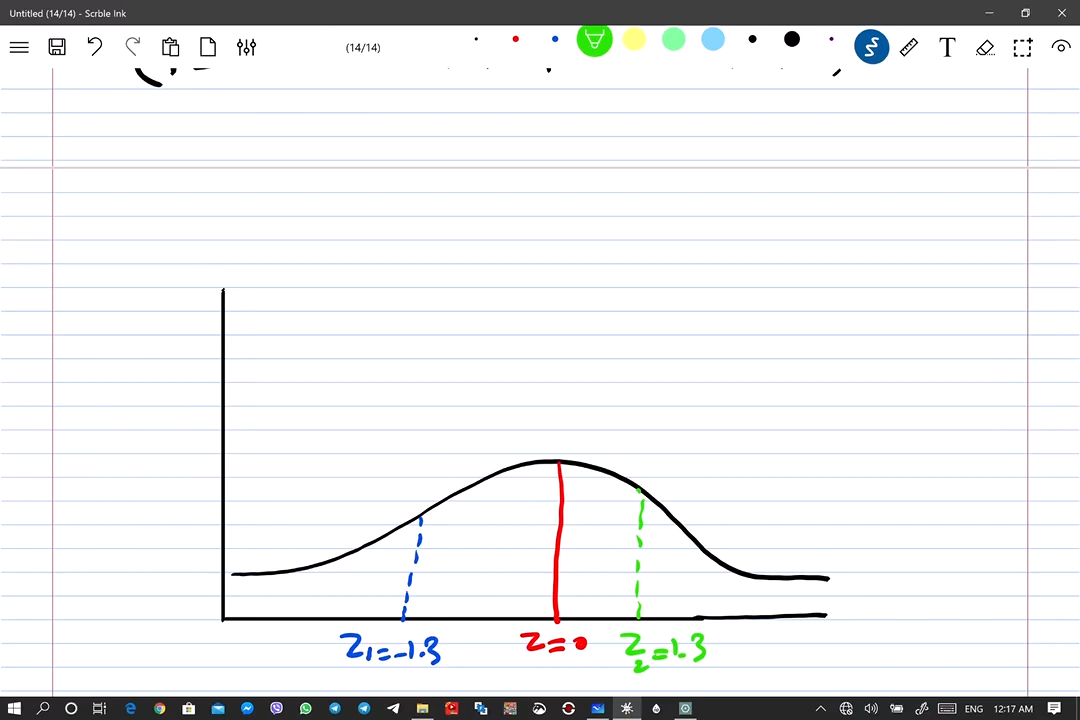 Untitled (14/14) - Scrble Ink
(14/14)
T
Z₁=-1.3
Z=0
Z₂=1.3
ENG
12:17 AM